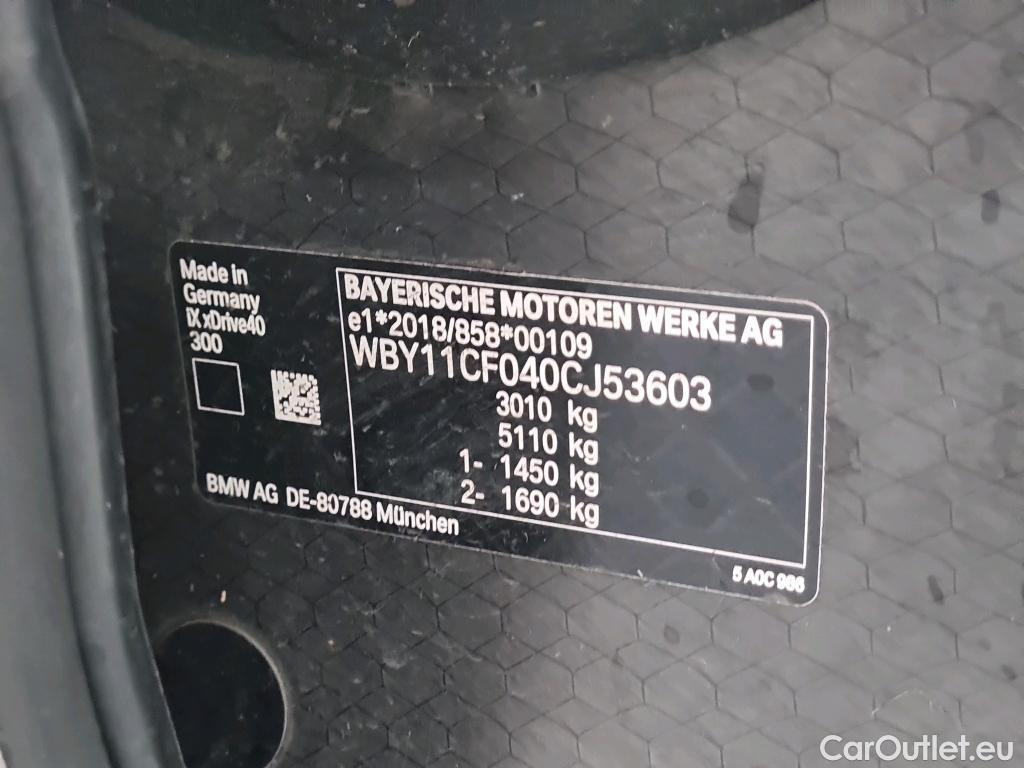 Made in
Germany
iX xDrive40
300
BMW AG DE-80788 München
BAYERISCHE MOTOREN WERKE AG
e1*2018/858*00109
WBY11CF040CJ53603
3010 kg
5110 kg
1- 1450 kg
2- 1690 kg
5 A0C 986
CarOutlet.eu